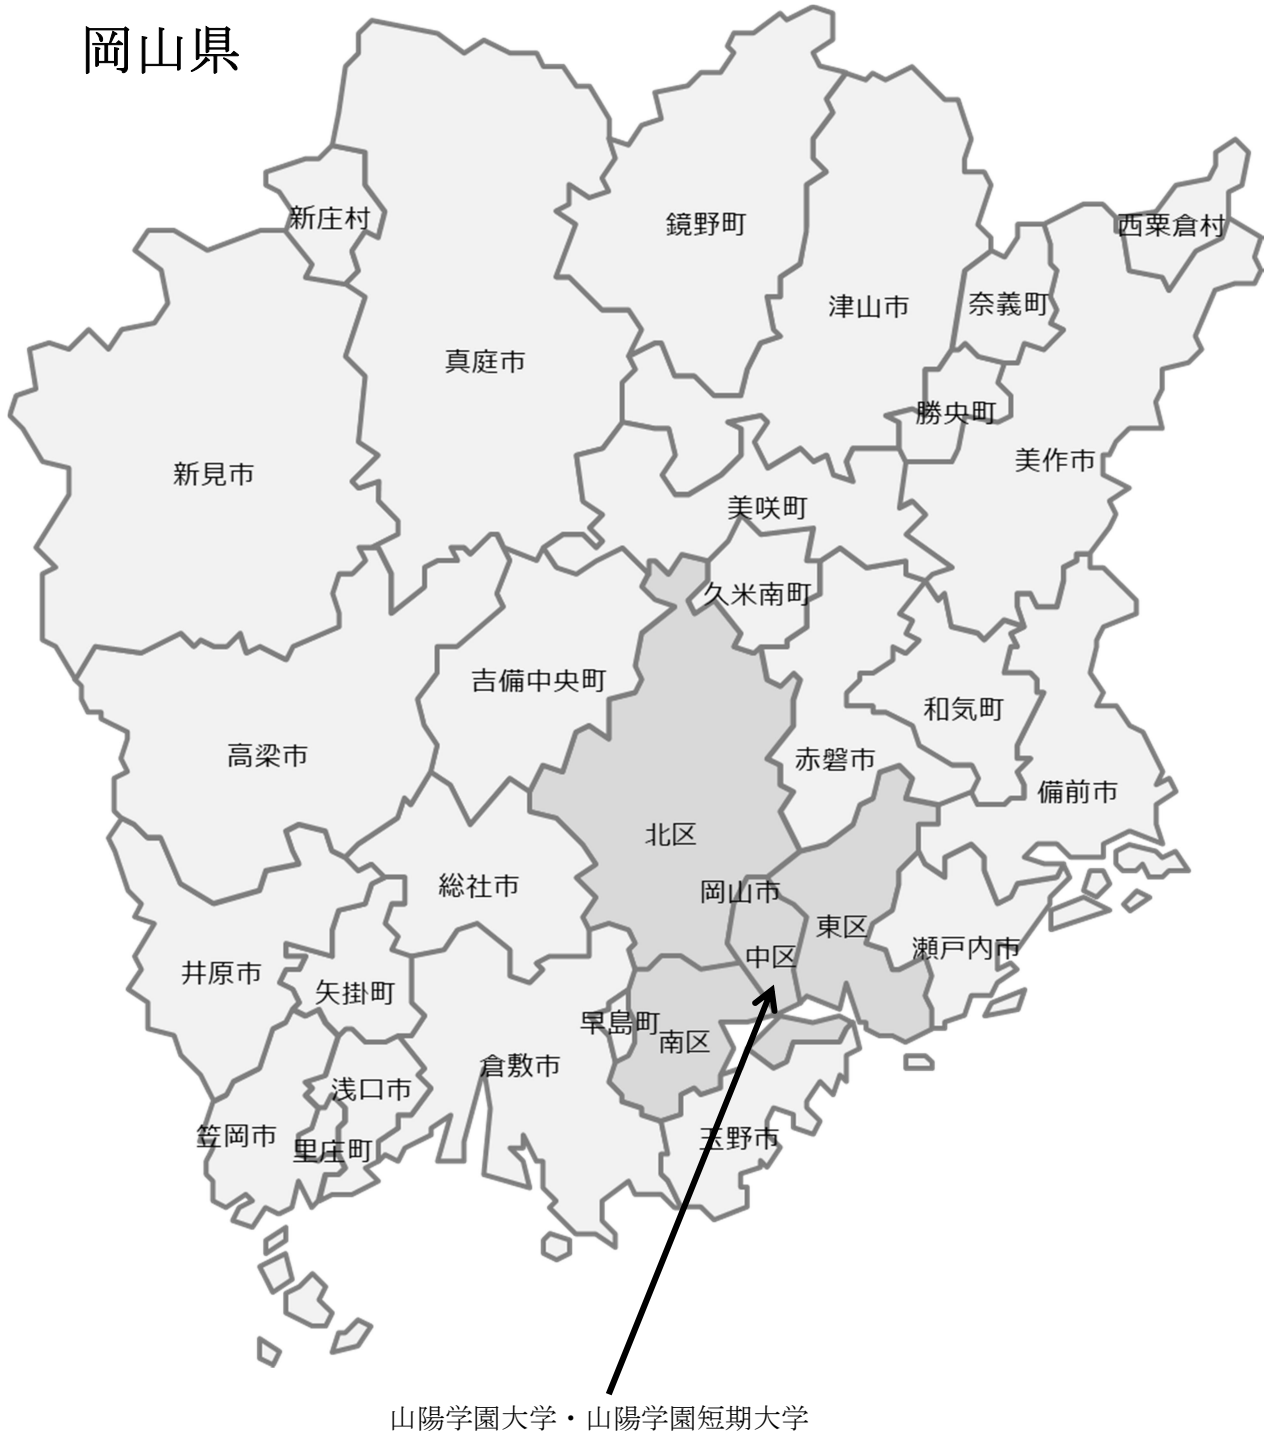 岡山県
新庄村
鏡野町
西粟倉村
津山市
奈義町
真庭市
勝央町
新見市
美作市
美咲町
久米南町
吉備中央町
和気町
高梁市
赤磐市
備前市
北区
総社市
岡山市
東区
瀬戸内市
井原市
中区
矢掛町
早島町
南区
倉敷市
浅口市
笠岡市
里庄町
玉野市
山陽学園大学・山陽学園短期大学